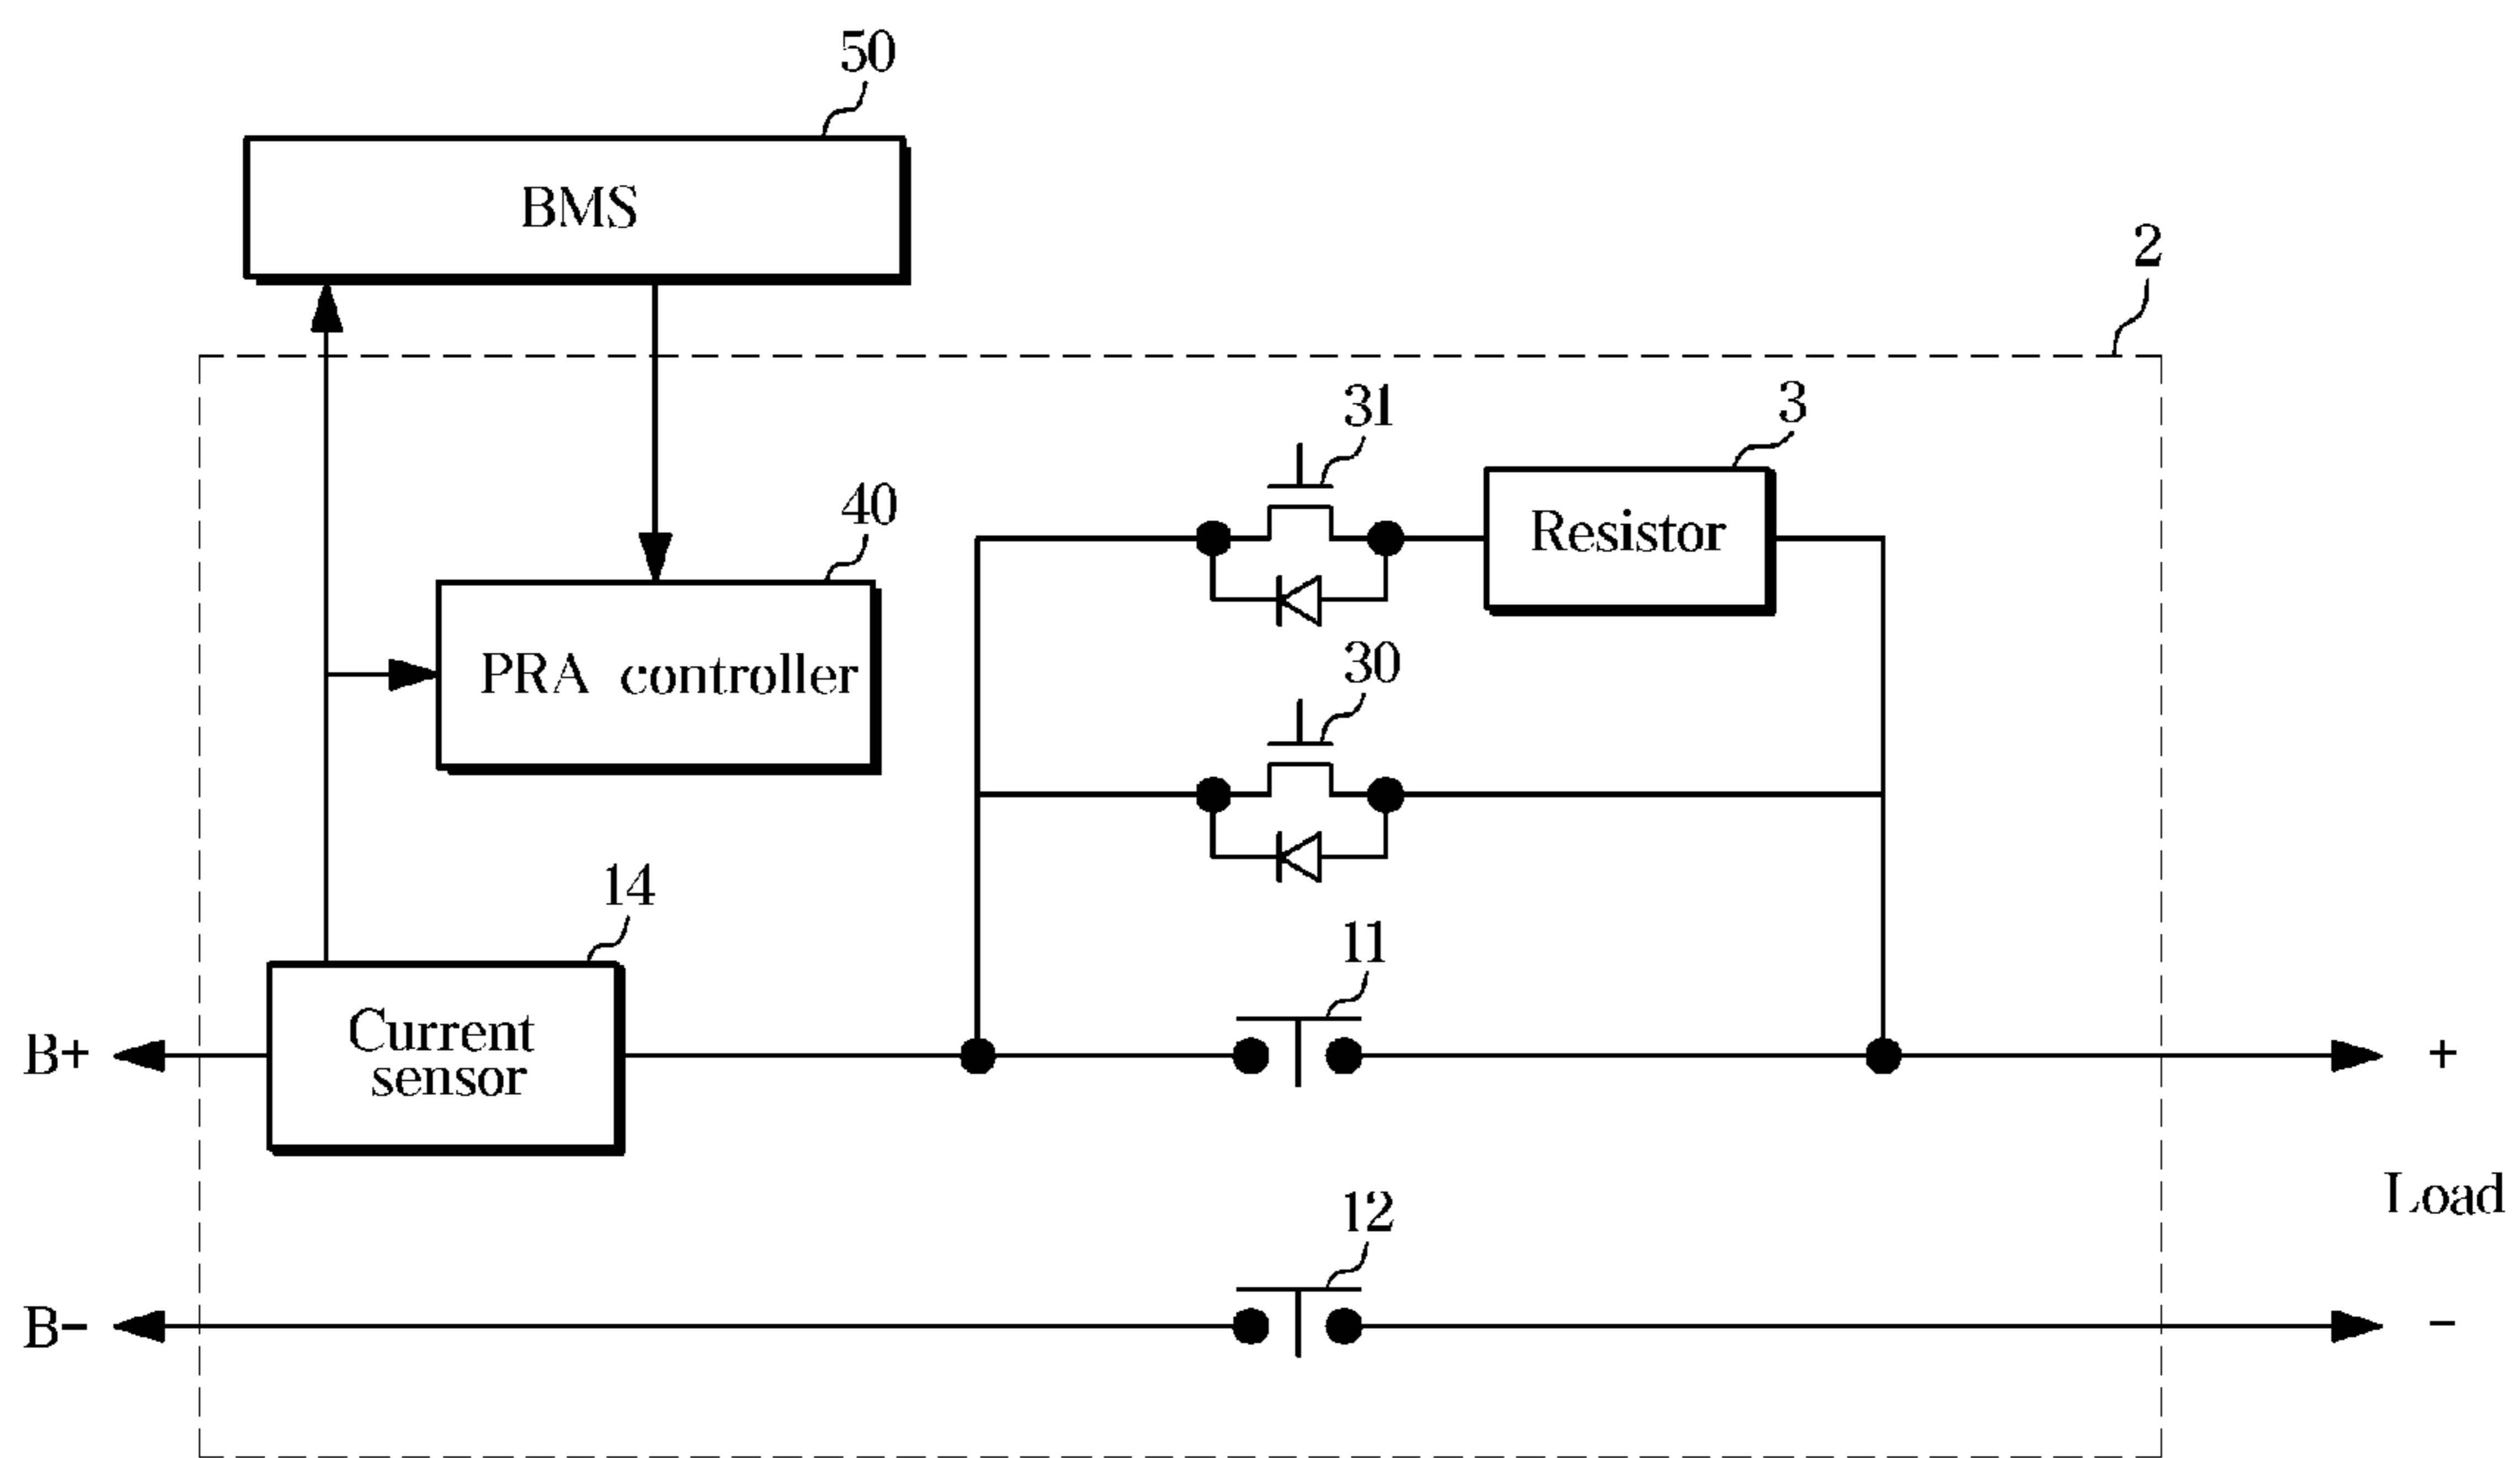 50
BMS
2
31
3
40
Resistor
PRA controller
30
14
11
Current
sensor
B+
+
Load
12
B-
-